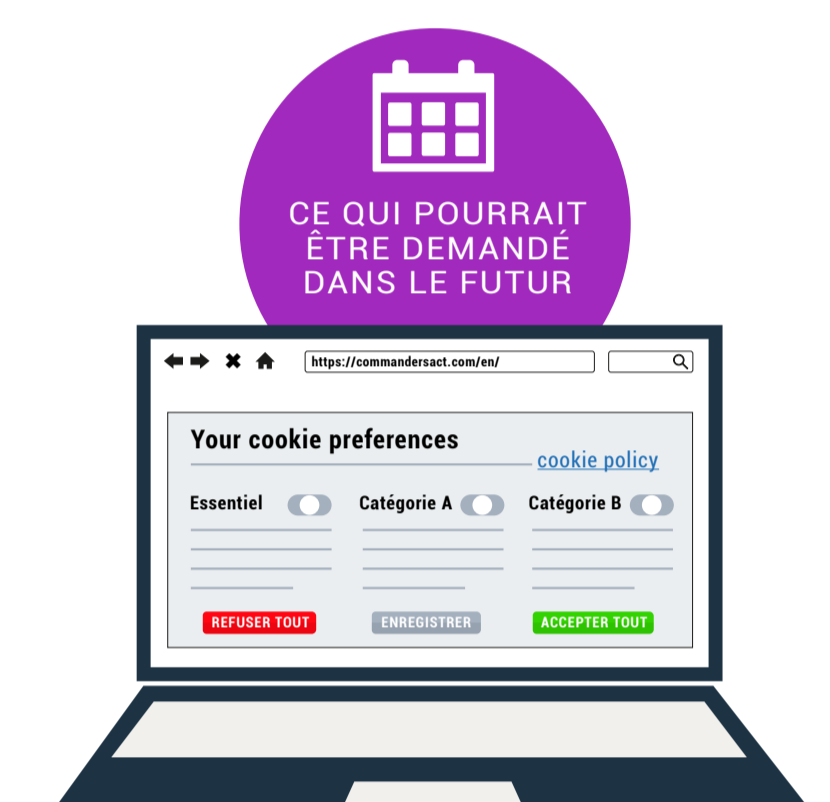 CE QUI POURRAIT
ÊTRE DEMANDÉ
DANS LE FUTUR
https://commandersact.com/en/
Your cookie preferences
cookie policy
Essentiel Catégorie A Catégorie B
REFUSER TOUT ENREGISTRER ACCEPTER TOUT